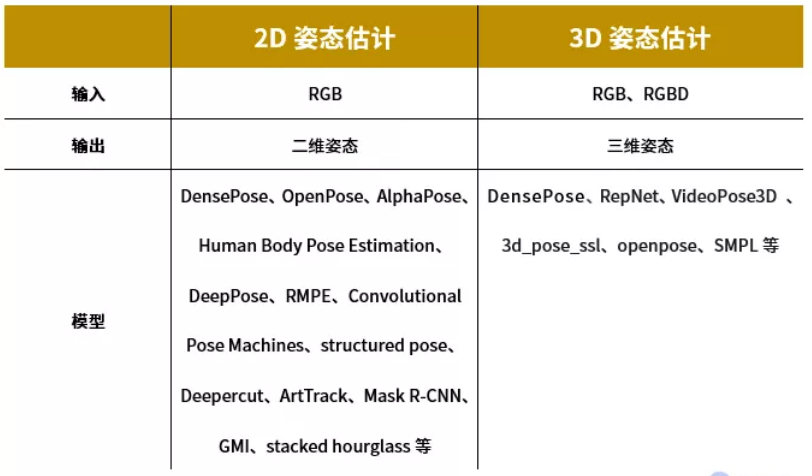 2D 姿态估计
3D 姿态估计
输入
RGB
RGB、RGBD
输出
二维姿态
三维姿态
模型
DensePose、OpenPose、AlphaPose、
Human Body Pose Estimation、
DeepPose、RMPE、Convolutional
Pose Machines、structured pose、
Deepercut、ArtTrack、Mask R-CNN、
GMI、stacked hourglass 等
DensePose、RepNet、VideoPose3D 、
3d_pose_ssl、openpose、SMPL 等